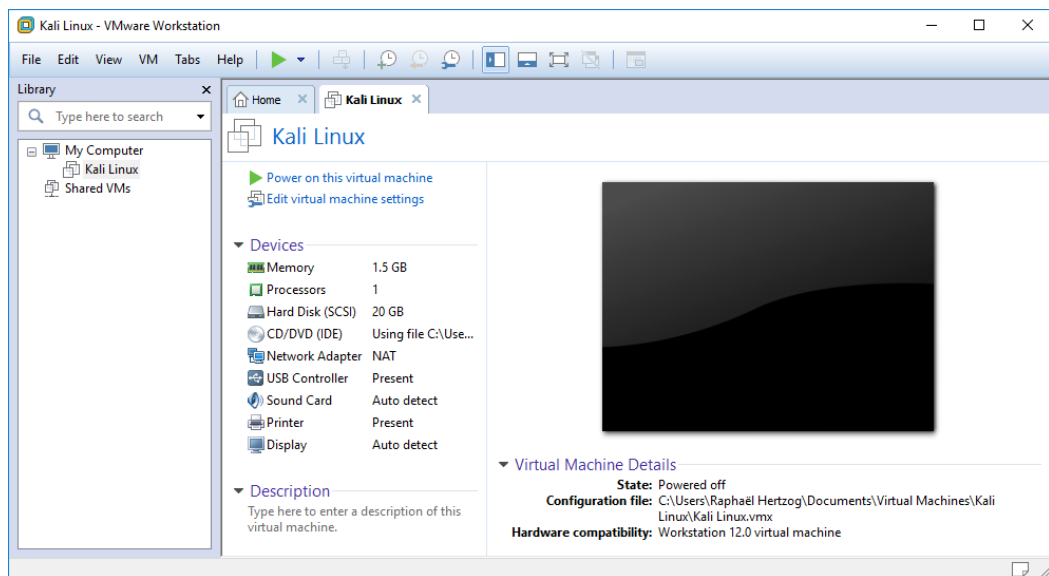 Kali Linux - VMware Workstation
File Edit View VM Tabs Help
Library
Type here to search
My Computer
Kali Linux
Shared VMs
Home
Kali Linux
Kali Linux
Power on this virtual machine
Edit virtual machine settings
Devices
Memory 1.5 GB
Processors 1
Hard Disk (SCSI) 20 GB
CD/DVD (IDE) Using file C:\Use...
Network Adapter NAT
USB Controller Present
Sound Card Auto detect
Printer Present
Display Auto detect
Description
Type here to enter a description of this
virtual machine.
Virtual Machine Details
State: Powered off
Configuration file: C:\Users\Raphaël Hertzog\Documents\Virtual Machines\Kali
Linux\Kali Linux.vmx
Hardware compatibility: Workstation 12.0 virtual machine